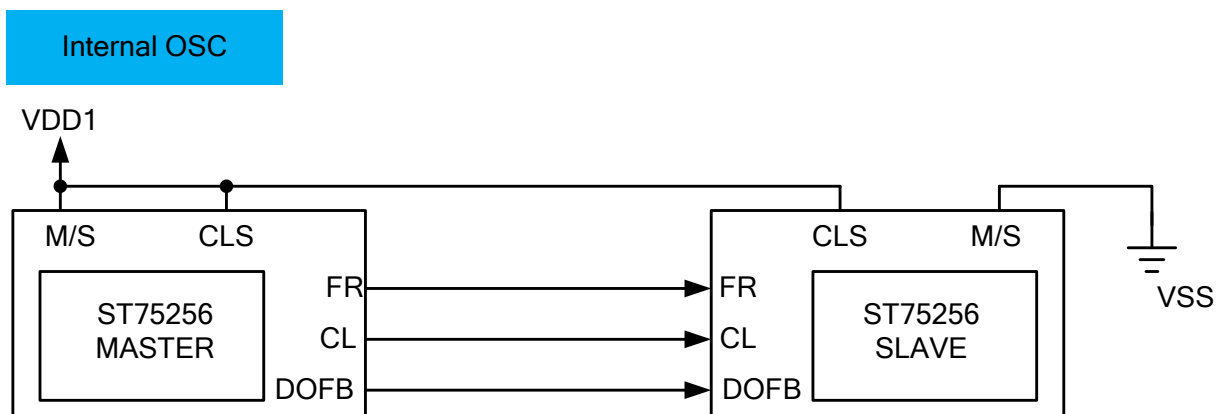 Internal OSC
VDD1
M/S CLS CLS M/S
FR FR
VSS
ST75256 ST75256
MASTER CL CL SLAVE
DOFB DOFB